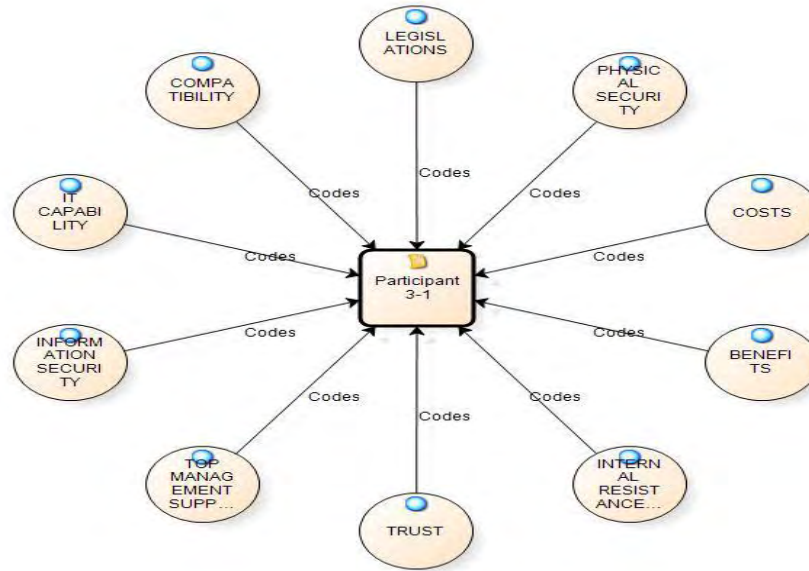 LEGISL
ATIONS
COMPA
TIBILITY
PHYSIC
AL
SECURI
TY
Codes
Codes
Codes
IT
CAPABI
LITY
COSTS
Codes
Codes
Participant
3-1
INFORM
ATION
SECURI
TY
Codes
Codes
BENEFI
TS
Codes
Codes
Codes
TOP
MANAG
EMENT
SUPP...
TRUST
INTERN
AL
RESIST
ANCE...